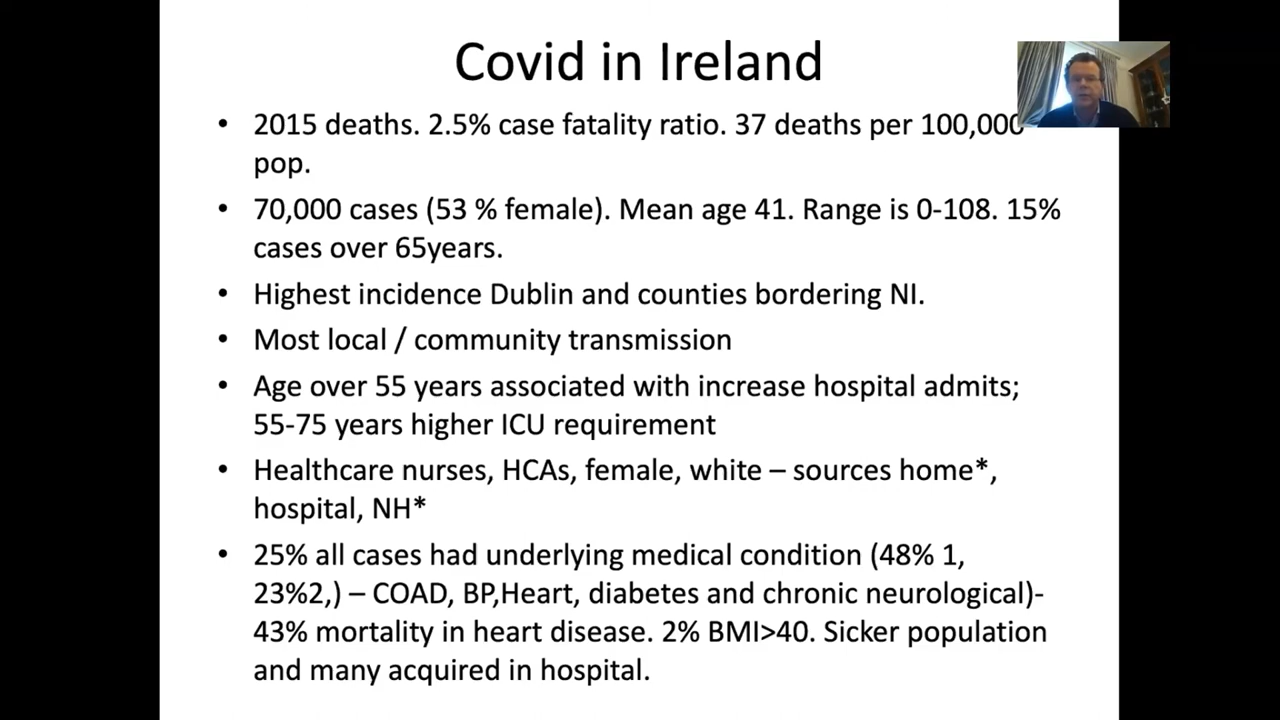 Covid in Ireland
• 2015 deaths. 2.5% case fatality ratio. 37 deaths per 100,000
pop.
• 70,000 cases (53 % female). Mean age 41. Range is 0-108. 15%
cases over 65years.
• Highest incidence Dublin and counties bordering NI.
• Most local / community transmission
• Age over 55 years associated with increase hospital admits;
55-75 years higher ICU requirement
• Healthcare nurses, HCAs, female, white – sources home*,
hospital, NH*
• 25% all cases had underlying medical condition (48% 1,
23%2,) – COAD, BP,Heart, diabetes and chronic neurological)-
43% mortality in heart disease. 2% BMI>40. Sicker population
and many acquired in hospital.